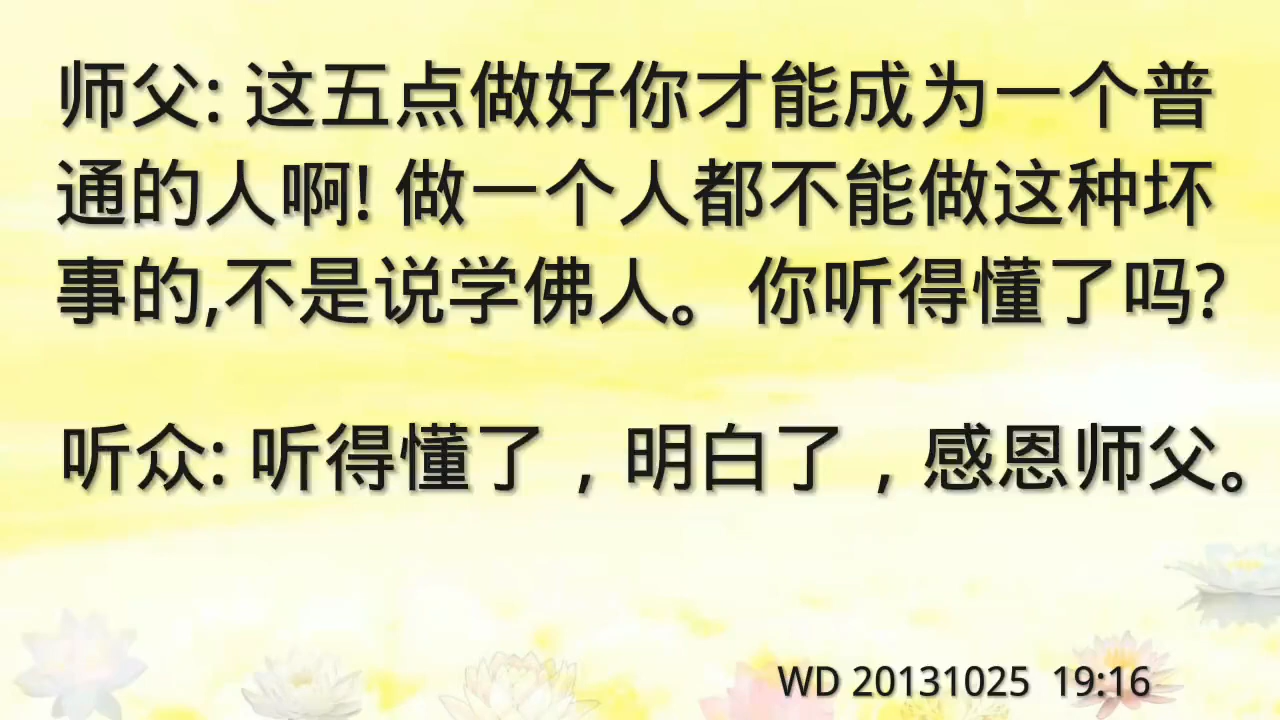 师父: 这五点做好你才能成为一个普
通的人啊! 做一个人都不能做这种坏
事的,不是说学佛人。你听得懂了吗?
听众: 听得懂了，明白了，感恩师父。
WD 20131025 19:16